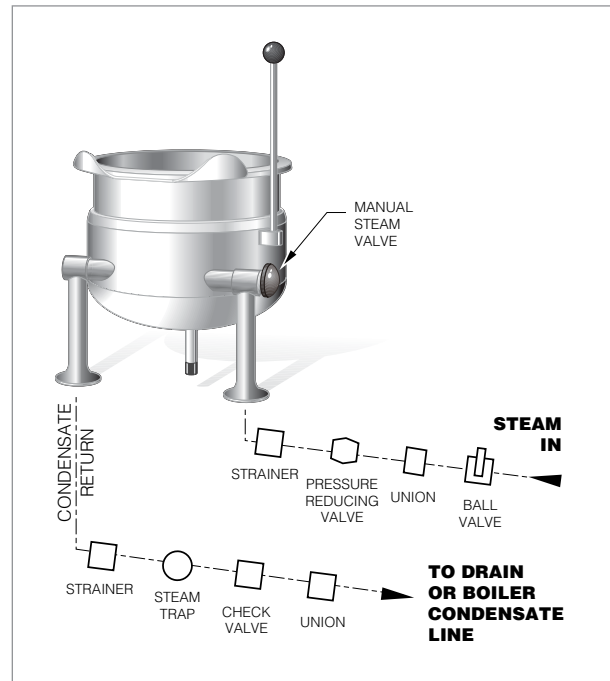 MANUAL
STEAM
VALVE
CONDENSATE
RETURN
STEAM
IN
STRAINER
PRESSURE
REDUCING
VALVE
UNION
BALL
VALVE
STRAINER
STEAM
TRAP
CHECK
VALVE
UNION
TO DRAIN
OR BOILER
CONDENSATE
LINE